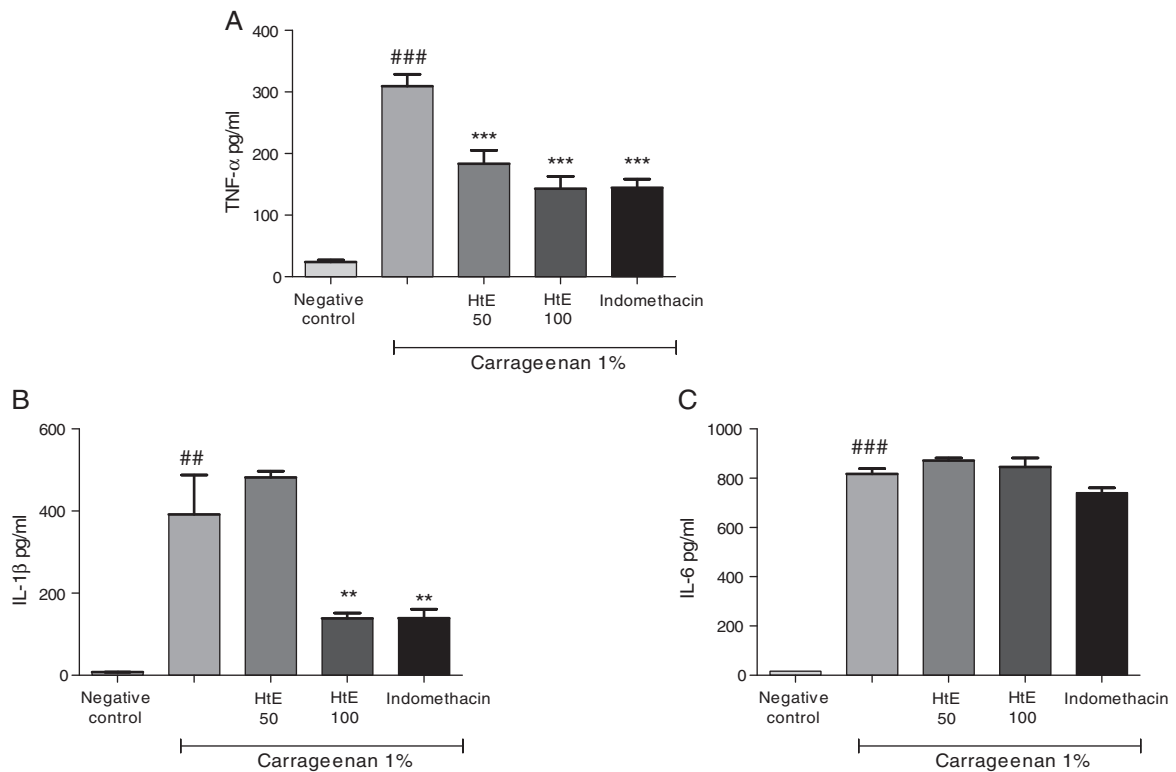 A
400
300
200
100
0
TNF-α pg/ml
###
***
***
***
Negative
control
HtE
50
HtE
100
Indomethacin
Carrageenan 1%
B
600
400
200
0
IL-1β pg/ml
##
**
**
Negative
control
HtE
50
HtE
100
Indomethacin
Carrageenan 1%
C
1000
800
600
400
200
0
IL-6 pg/ml
###
Negative
control
HtE
50
HtE
100
Indomethacin
Carrageenan 1%